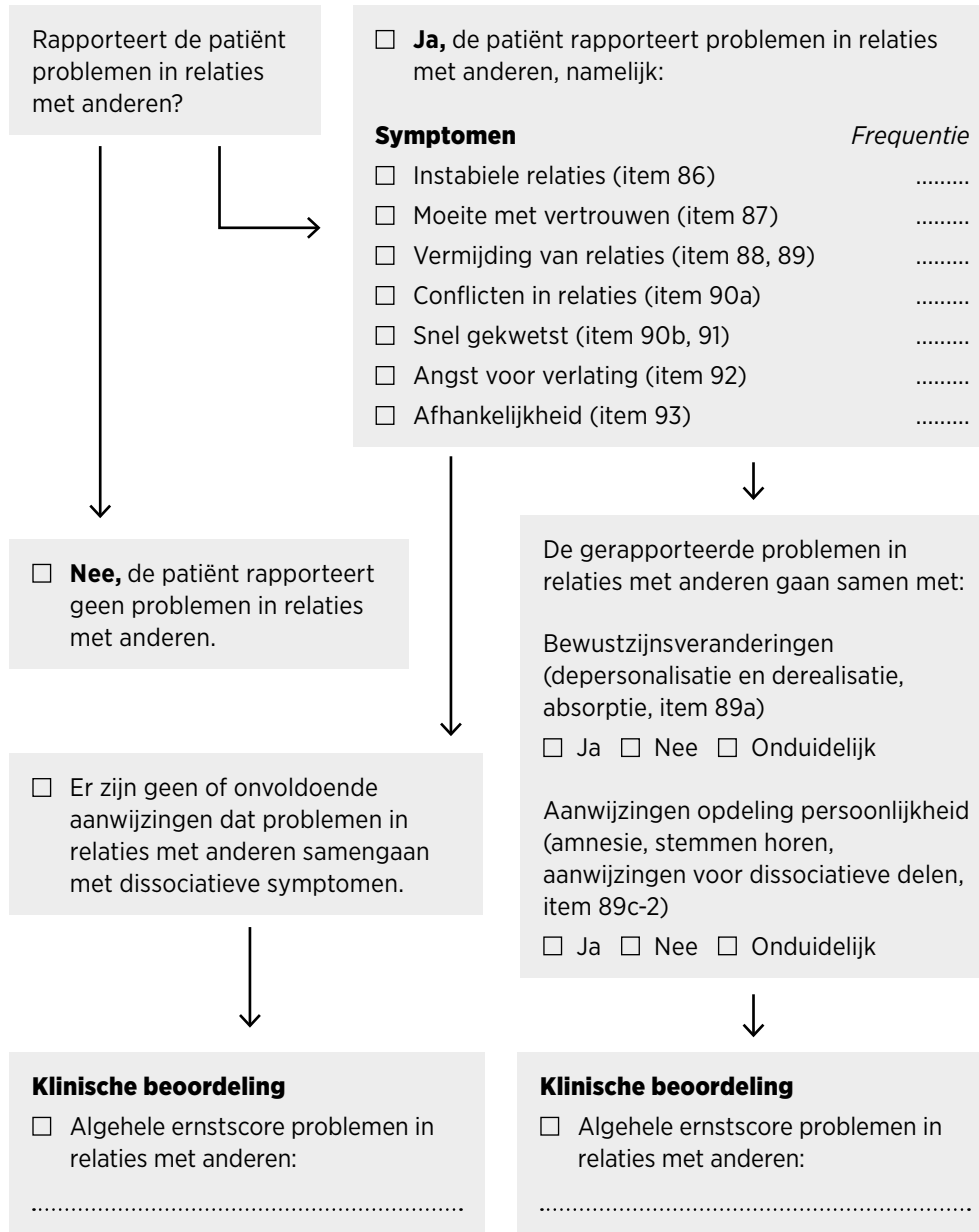 Rapporteert de patiënt
problemen in relaties
met anderen?
☐ Ja, de patiënt rapporteert problemen in relaties
met anderen, namelijk:
Symptomen Frequentie
☐ Instabiele relaties (item 86) .........
☐ Moeite met vertrouwen (item 87) .........
☐ Vermijding van relaties (item 88, 89) .........
☐ Conflicten in relaties (item 90a) .........
☐ Snel gekwetst (item 90b, 91) .........
☐ Angst voor verlating (item 92) .........
☐ Afhankelijkheid (item 93) .........
☐ Nee, de patiënt rapporteert
geen problemen in relaties
met anderen.
☐ Er zijn geen of onvoldoende
aanwijzingen dat problemen in
relaties met anderen samengaan
met dissociatieve symptomen.
De gerapporteerde problemen in
relaties met anderen gaan samen met:
Bewustzijnsveranderingen
(depersonalisatie en derealisatie,
absorptie, item 89a)
☐ Ja ☐ Nee ☐ Onduidelijk
Aanwijzingen opdeling persoonlijkheid
(amnesie, stemmen horen,
aanwijzingen voor dissociatieve delen,
item 89c-2)
☐ Ja ☐ Nee ☐ Onduidelijk
Klinische beoordeling
☐ Algehele ernstscore problemen in
relaties met anderen:
..................................................................
Klinische beoordeling
☐ Algehele ernstscore problemen in
relaties met anderen:
..................................................................